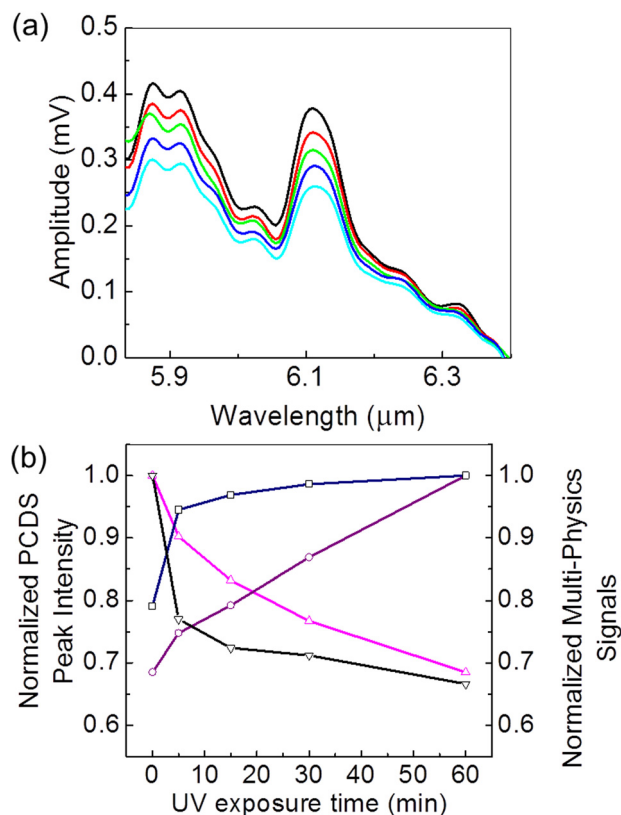 (a)
0.5
0.4
0.3
0.2
0.1
0.0
Amplitude (mV)
5.9 6.1 6.3
Wavelength (μm)
(b)
1.0
0.9
0.8
0.7
0.6
Normalized PCDS
Peak Intensity
1.0
0.9
0.8
0.7
0.6
Normalized Multi-Physics
Signals
0 10 20 30 40 50 60
UV exposure time (min)